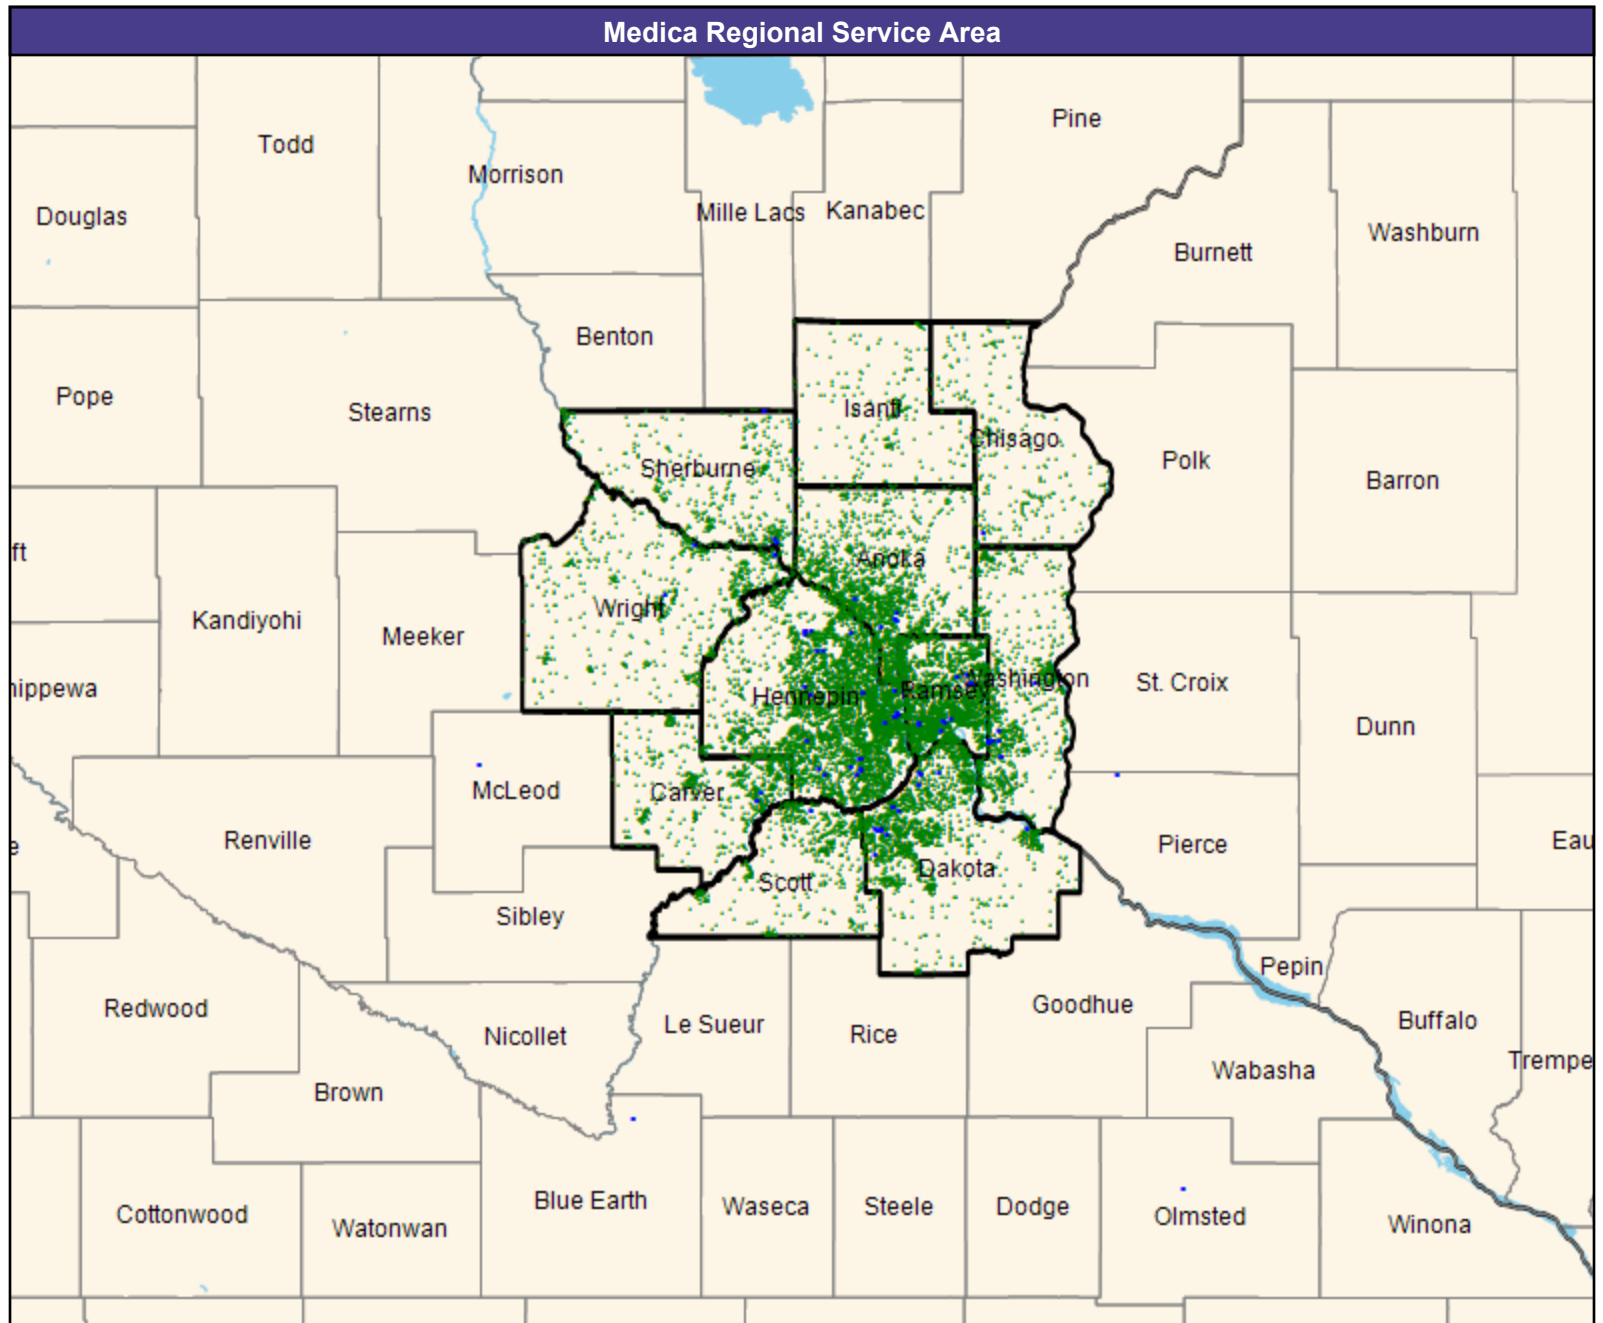 Medica Regional Service Area
Pine
Todd
Morrison
Douglas
Mille Lacs
Kanabec
Washburn
Burnett
Benton
Pope
Stearns
Isanti
Chisago
Polk
Sherburne
Barron
ft
Anoka
Wright
Kandiyohi
Meeker
hippewa
Hennepin
Ramsey
Washington
St. Croix
Dunn
McLeod
Carver
Renville
e
Pierce
Eau
Scott
Dakota
Sibley
Pepin
Redwood
Goodhue
Nicollet
Le Sueur
Rice
Buffalo
Trempe
Wabasha
Brown
Blue Earth
Waseca
Steele
Dodge
Olmsted
Cottonwood
Watonwan
Winona